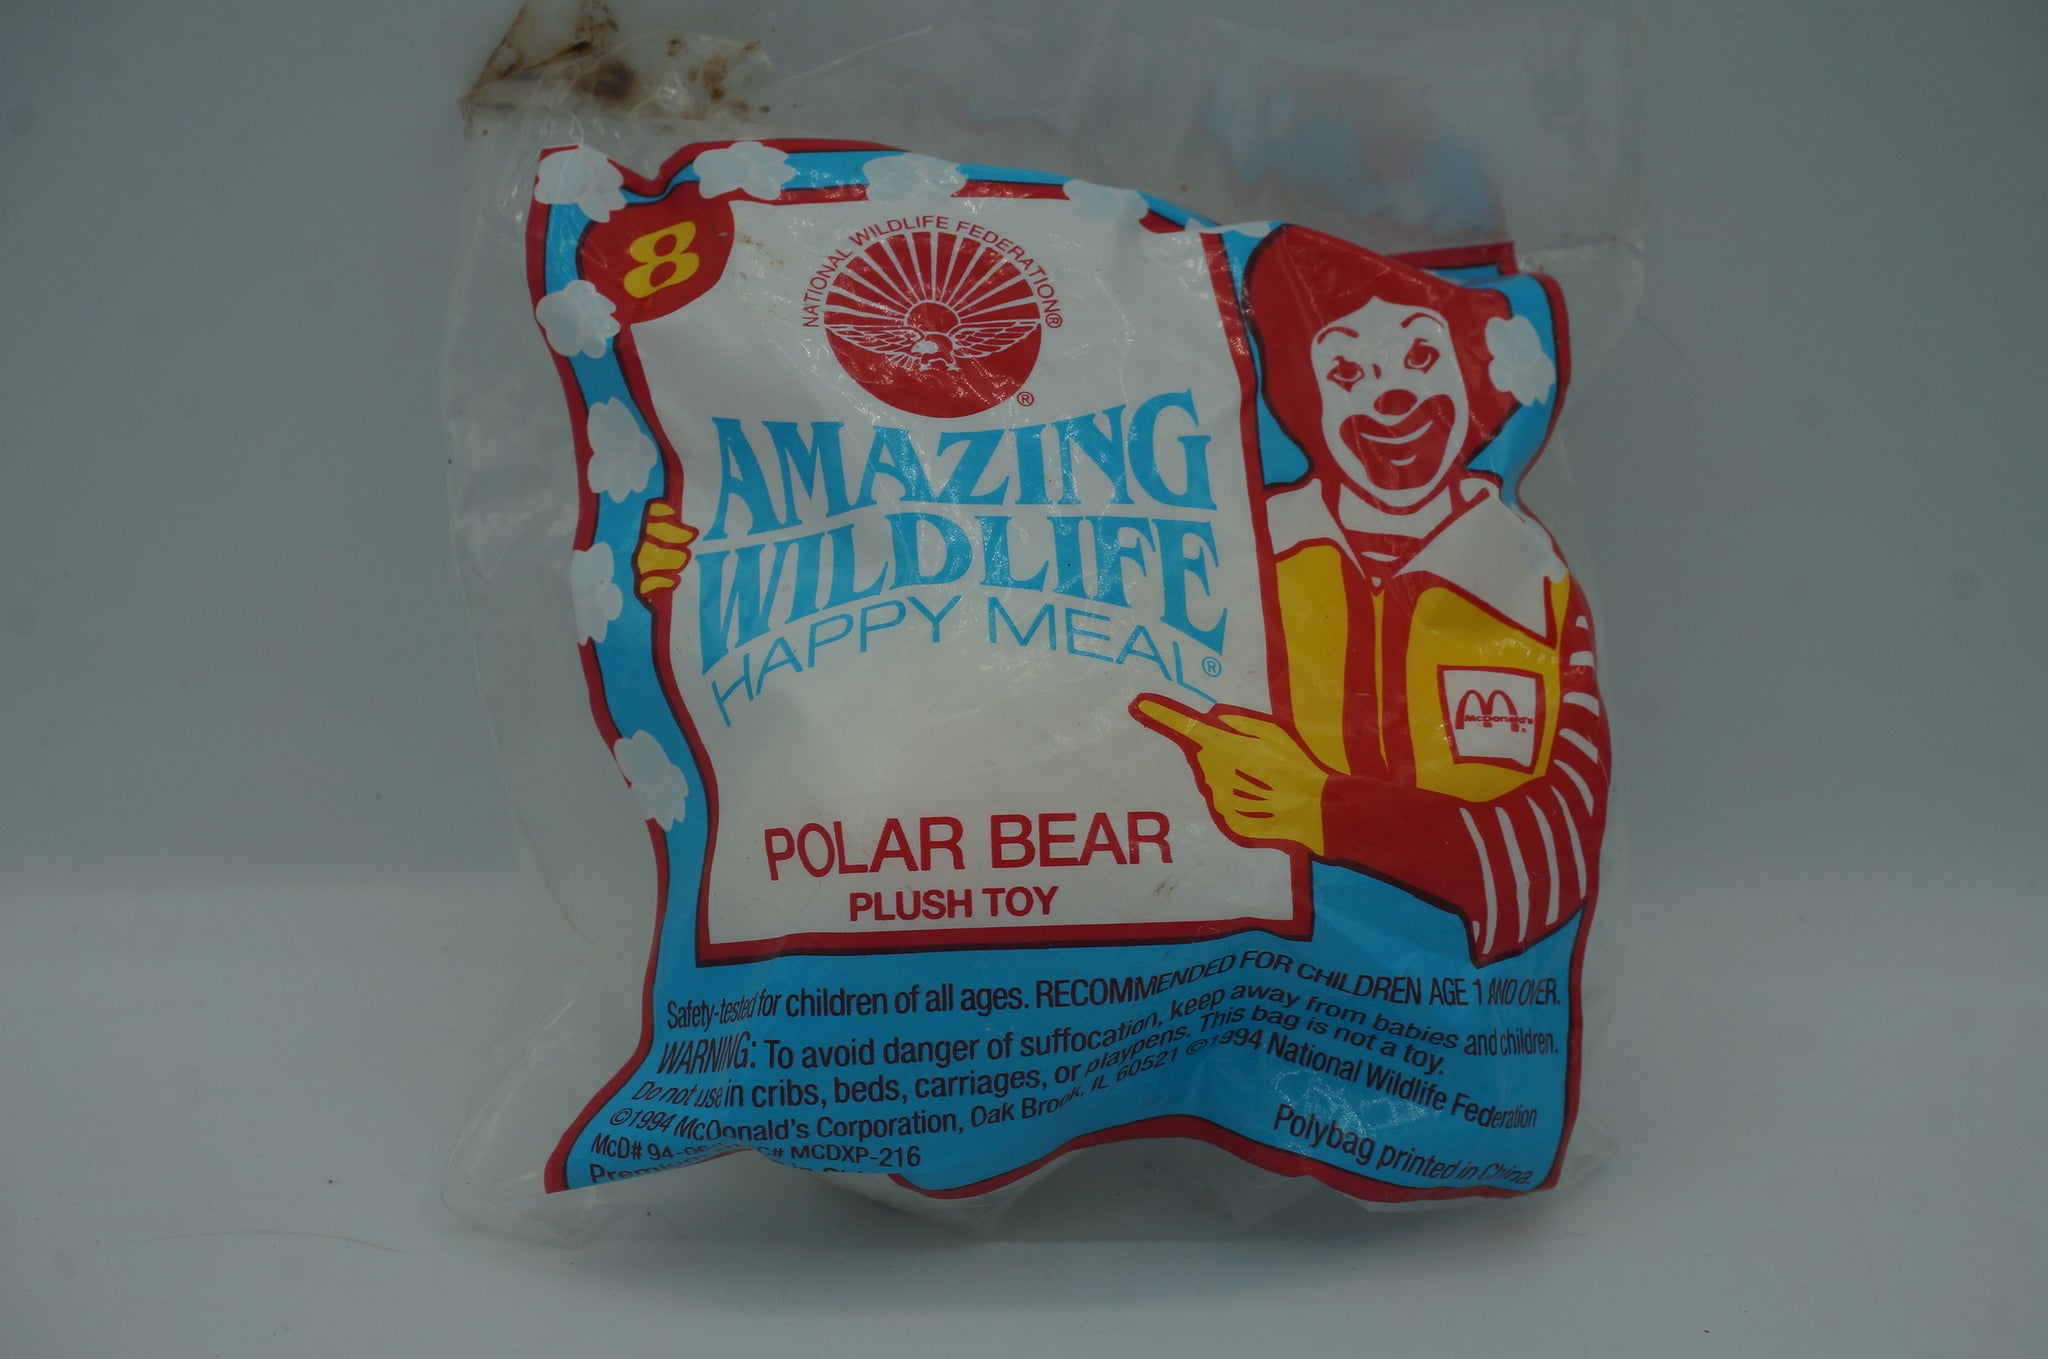 8
NATIONAL WILDLIFE FEDERATION®
®
AMAZING
WILDLIFE
HAPPY MEAL®
McDonald's
®
POLAR BEAR
PLUSH TOY
Safety-tested for children of all ages. RECOMMENDED FOR CHILDREN AGE 1 AND OVER.
WARNING: To avoid danger of suffocation, keep away from babies and children.
Do not use in cribs, beds, carriages, or playpens. This bag is not a toy.
©1994 McDonald's Corporation, Oak Brook, IL 60521 ©1994 National Wildlife Federation
McD# MCDXP-216
Polybag printed in China.